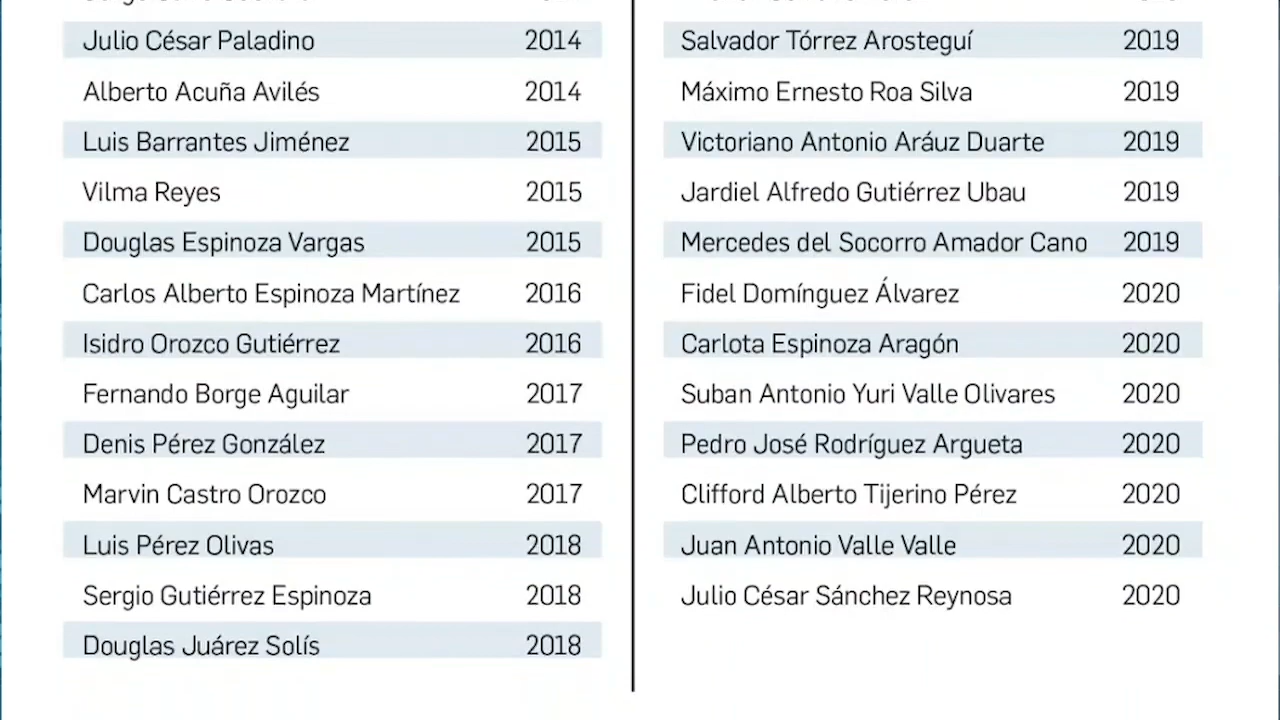 Julio César Paladino 2014
Alberto Acuña Avilés 2014
Luis Barrantes Jiménez 2015
Vilma Reyes 2015
Douglas Espinoza Vargas 2015
Carlos Alberto Espinoza Martínez 2016
Isidro Orozco Gutiérrez 2016
Fernando Borge Aguilar 2017
Denis Pérez González 2017
Marvin Castro Orozco 2017
Luis Pérez Olivas 2018
Sergio Gutiérrez Espinoza 2018
Douglas Juárez Solís 2018
Salvador Tórrez Arosteguí 2019
Máximo Ernesto Roa Silva 2019
Victoriano Antonio Aráuz Duarte 2019
Jardiel Alfredo Gutiérrez Ubau 2019
Mercedes del Socorro Amador Cano 2019
Fidel Domínguez Álvarez 2020
Carlota Espinoza Aragón 2020
Suban Antonio Yuri Valle Olivares 2020
Pedro José Rodríguez Argueta 2020
Clifford Alberto Tijerino Pérez 2020
Juan Antonio Valle Valle 2020
Julio César Sánchez Reynosa 2020